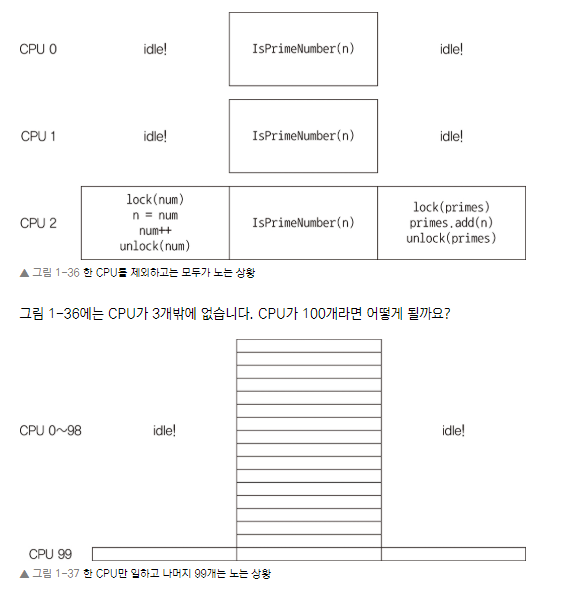 CPU 0 idle! IsPrimeNumber(n) idle!
CPU 1 idle! IsPrimeNumber(n) idle!
CPU 2
lock(num)
n = num
num++
unlock(num)
IsPrimeNumber(n)
lock(primes)
primes.add(n)
unlock(primes)
▲ 그림 1-36 한 CPU를 제외하고는 모두가 노는 상황
그림 1-36에는 CPU가 3개밖에 없습니다. CPU가 100개라면 어떻게 될까요?
CPU 0~98 idle! idle!
CPU 99
▲ 그림 1-37 한 CPU만 일하고 나머지 99개는 노는 상황